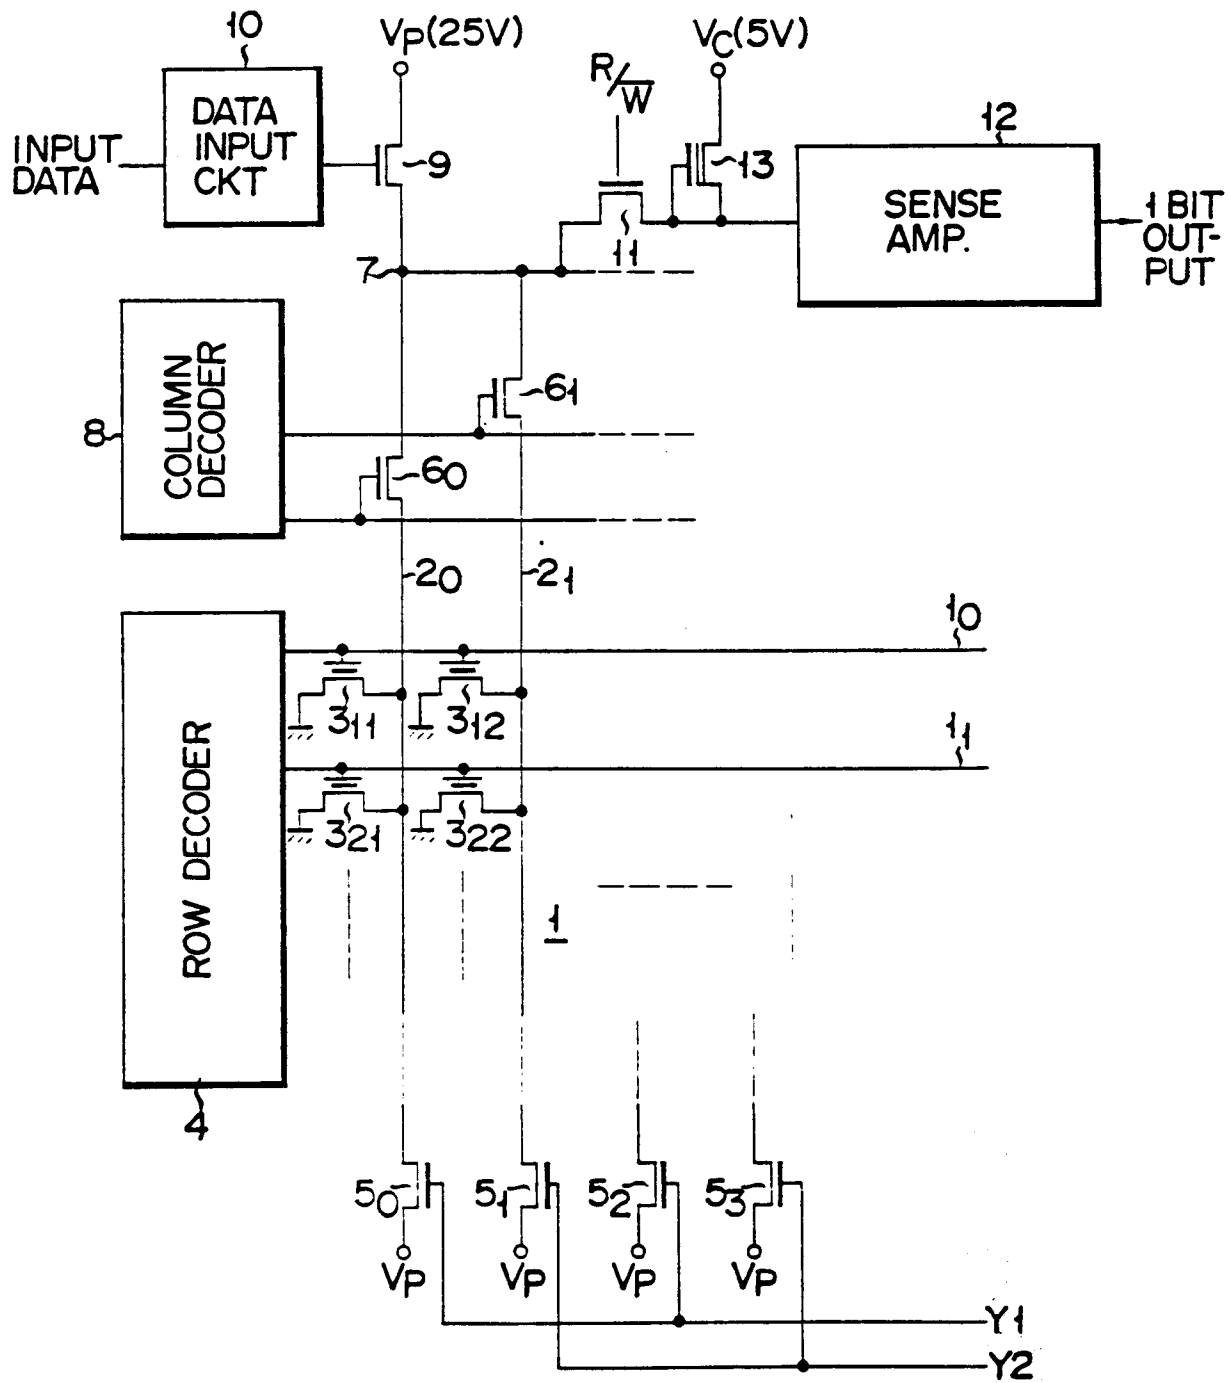 10
VP(25V)
VC(5V)
R/W
12
DATA
INPUT
CKT
INPUT
DATA
9
13
SENSE
AMP.
1 BIT
OUT-
PUT
11
7
COLUMN
DECODER
8
61
60
20
21
10
311
312
11
ROW DECODER
321
322
1
4
50
51
52
53
VP
VP
VP
VP
Y1
Y2